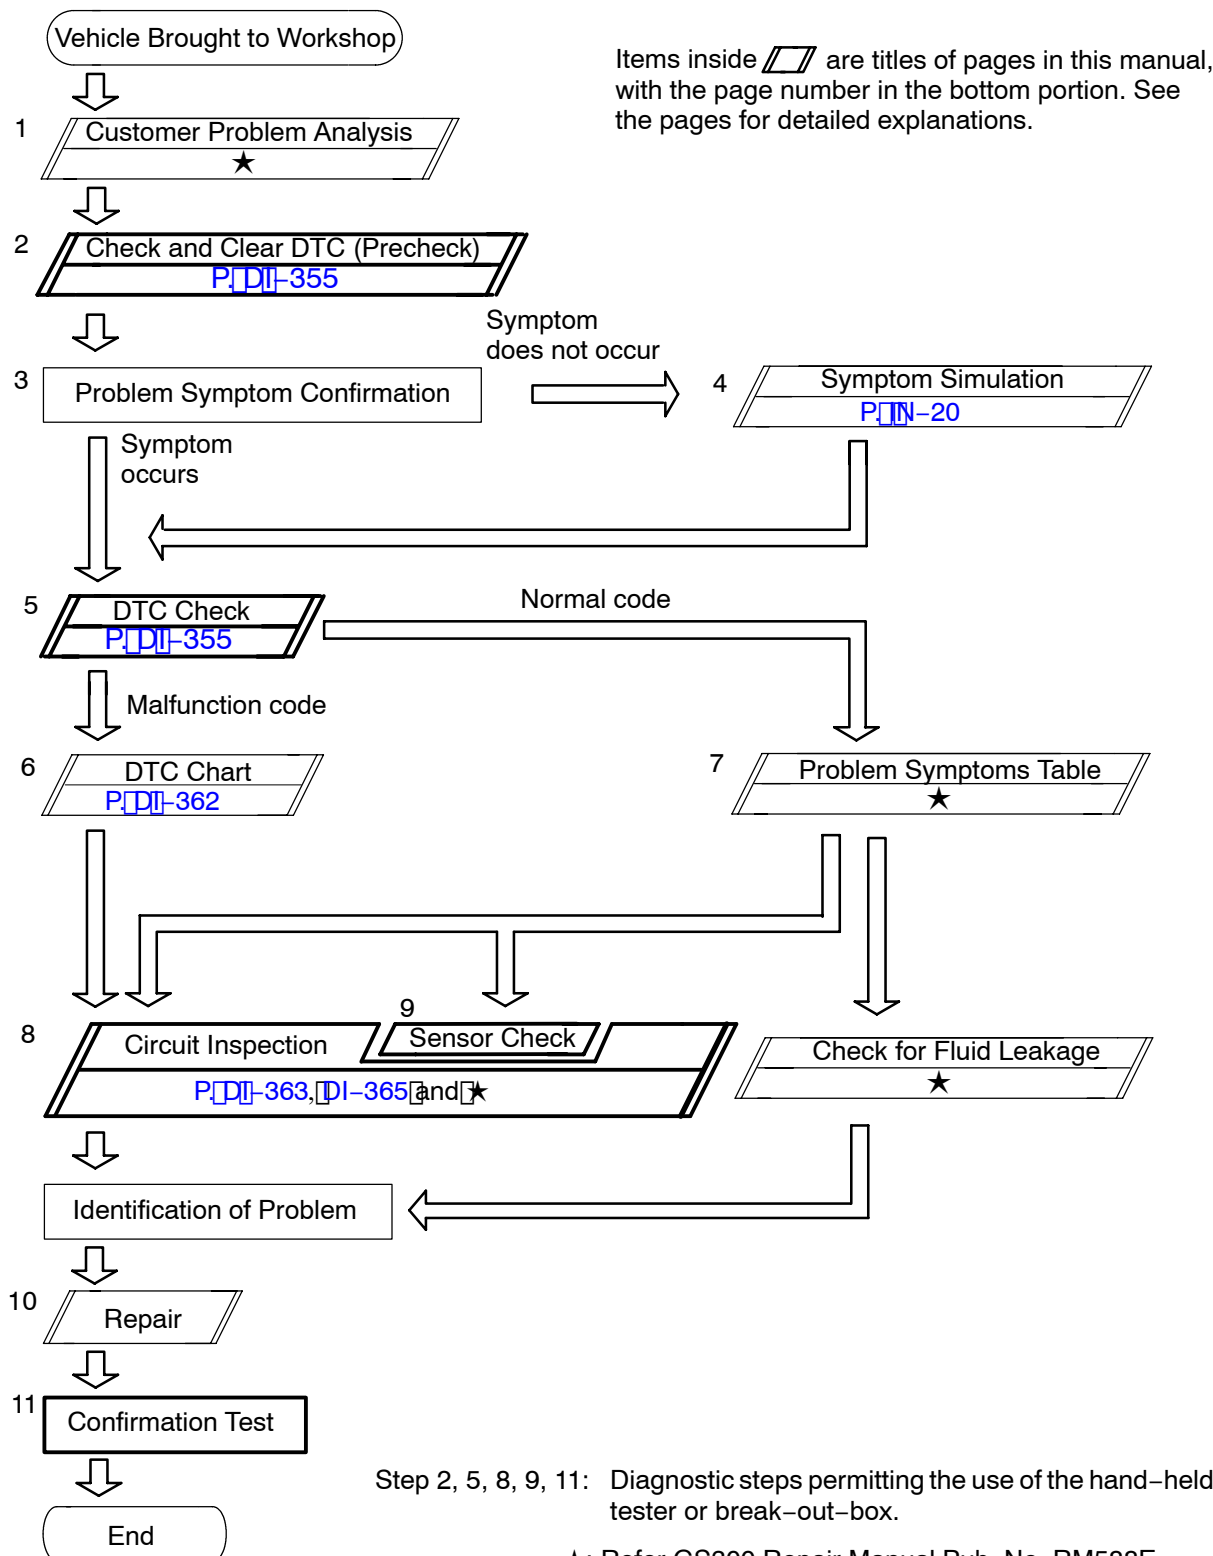 Vehicle Brought to Workshop
Items inside are titles of pages in this manual,
with the page number in the bottom portion. See
the pages for detailed explanations.
1
Customer Problem Analysis
★
2
Check and Clear DTC (Precheck)
P. DI–355
Symptom
does not occur
3
Problem Symptom Confirmation
4
Symptom Simulation
P. IN–20
Symptom
occurs
5
DTC Check
P. DI–355
Normal code
Malfunction code
6
DTC Chart
P. DI–362
7
Problem Symptoms Table
★
8
Circuit Inspection
9
Sensor Check
P. DI–363, DI–365 and ★
Check for Fluid Leakage
★
Identification of Problem
10
Repair
11
Confirmation Test
Step 2, 5, 8, 9, 11: Diagnostic steps permitting the use of the hand–held
tester or break–out–box.
End
★: Refer GS300 Repair Manual Pub. No.